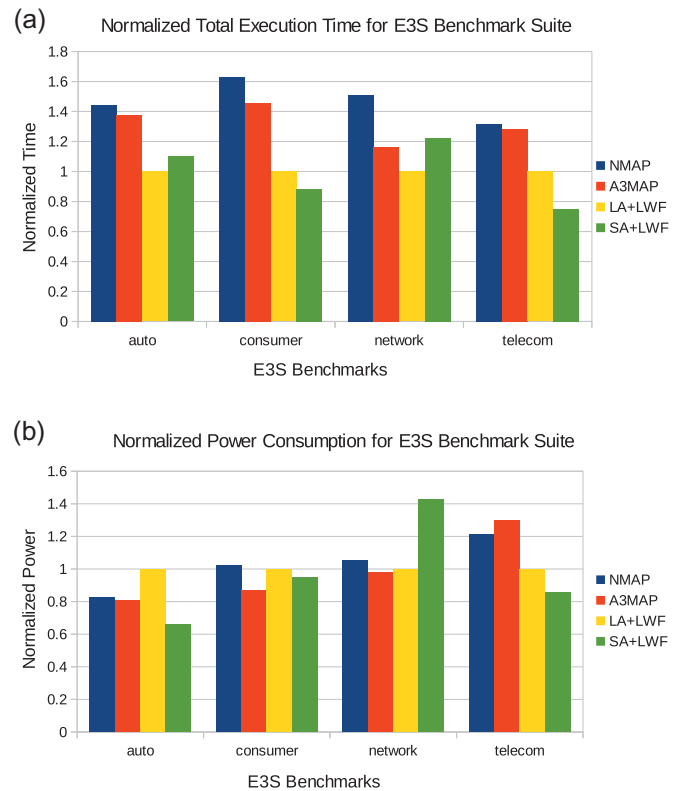 (a)
Normalized Total Execution Time for E3S Benchmark Suite
1.8
1.6
1.4
1.2
1
0.8
0.6
0.4
0.2
0
Normalized Time
auto consumer network telecom
E3S Benchmarks
NMAP
A3MAP
LA+LWF
SA+LWF
(b)
Normalized Power Consumption for E3S Benchmark Suite
1.6
1.4
1.2
1
0.8
0.6
0.4
0.2
0
Normalized Power
auto consumer network telecom
E3S Benchmarks
NMAP
A3MAP
LA+LWF
SA+LWF